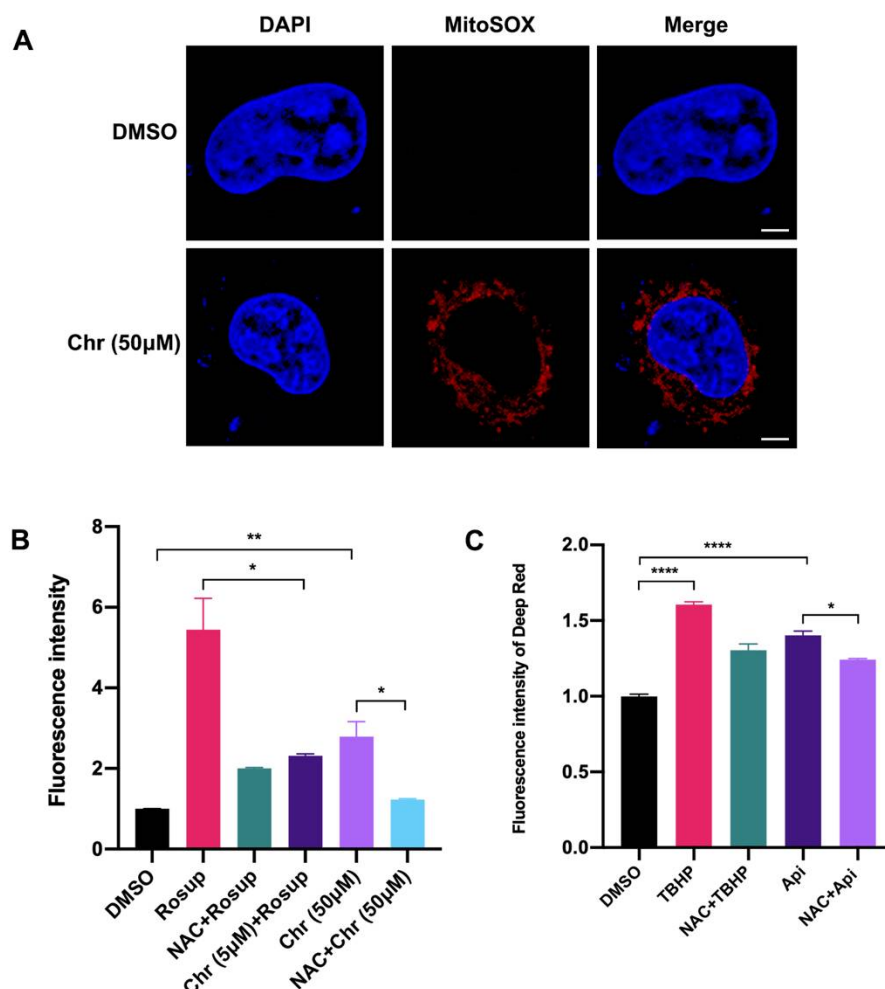 A
DAPI MitoSOX Merge
DMSO
Chr (50μM)
B
Fluorescence intensity
8
6
4
2
0
**
*
*
DMSO
Rosup
NAC+Rosup
Chr (5μM)+Rosup
Chr (50μM)
NAC+Chr (50μM)
C
Fluorescence intensity of Deep Red
2.0
1.5
1.0
0.5
0.0
****
****
*
DMSO
TBHP
NAC+TBHP
Api
NAC+Api